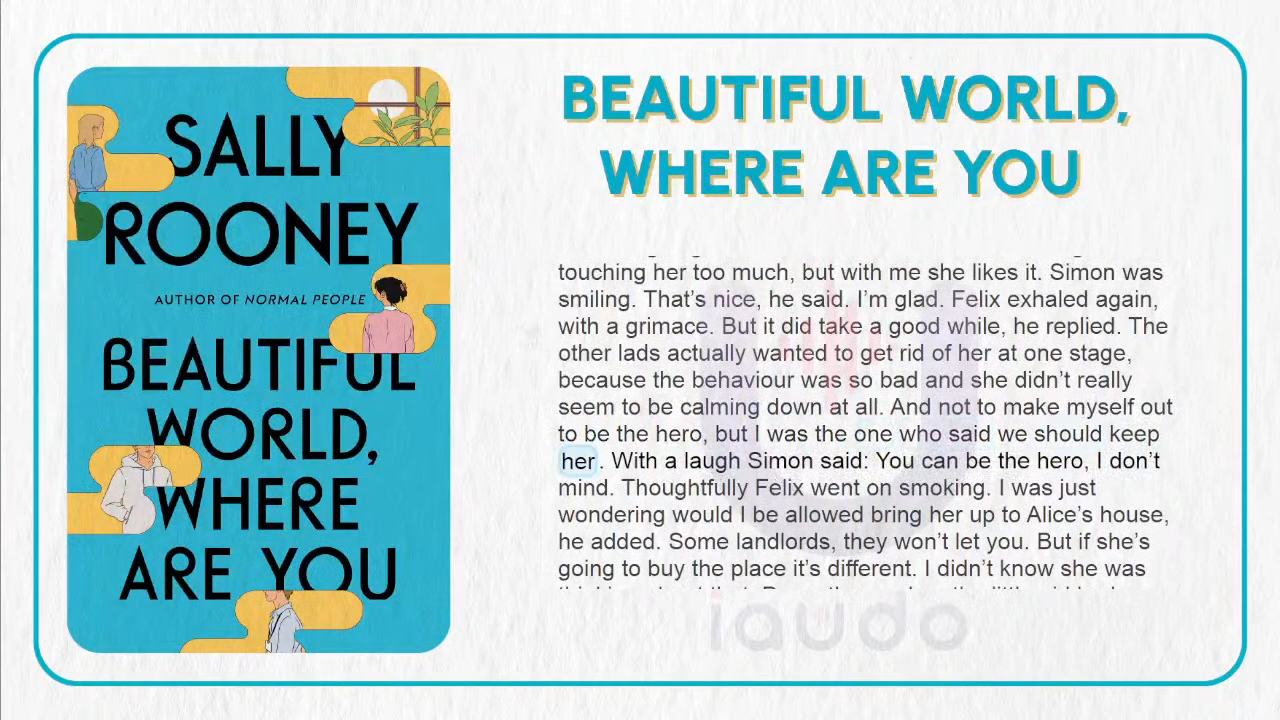 SALLY
ROONEY
AUTHOR OF NORMAL PEOPLE
BEAUTIFUL
WORLD,
WHERE
ARE YOU
BEAUTIFUL WORLD,
WHERE ARE YOU
touching her too much, but with me she likes it. Simon was
smiling. That’s nice, he said. I’m glad. Felix exhaled again,
with a grimace. But it did take a good while, he replied. The
other lads actually wanted to get rid of her at one stage,
because the behaviour was so bad and she didn’t really
seem to be calming down at all. And not to make myself out
to be the hero, but I was the one who said we should keep
her. With a laugh Simon said: You can be the hero, I don’t
mind. Thoughtfully Felix went on smoking. I was just
wondering would I be allowed bring her up to Alice’s house,
he added. Some landlords, they won’t let you. But if she’s
going to buy the place it’s different. I didn’t know she was
iaudo